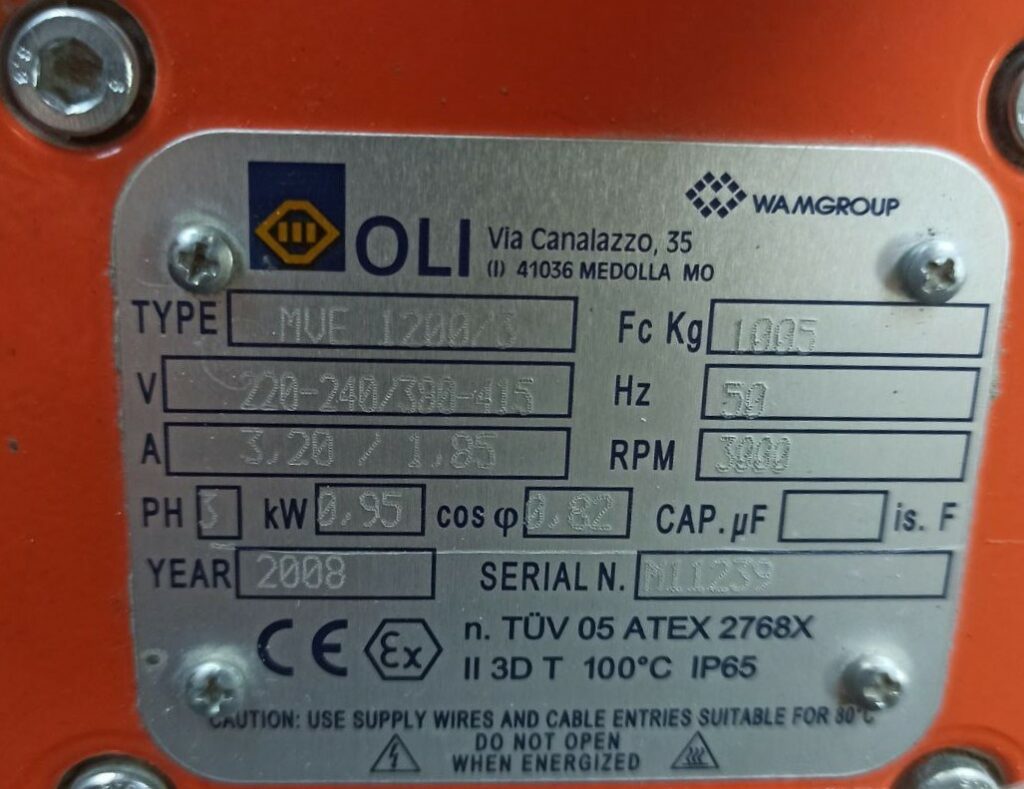 OLI Via Canalazzo, 35 WAMGROUP
(I) 41036 MEDOLLA MO
TYPE MVE 1200/3 Fc Kg 1005
V 220-240/380-415 Hz 50
A 3,20 / 1,85 RPM 3000
PH 3 kW 0,95 cos φ 0,82 CAP. µF is. F
YEAR 2008 SERIAL N. M11239
CE Ex n. TÜV 05 ATEX 2768X
II 3D T 100°C IP65
CAUTION: USE SUPPLY WIRES AND CABLE ENTRIES SUITABLE FOR 80°C
DO NOT OPEN
WHEN ENERGIZED